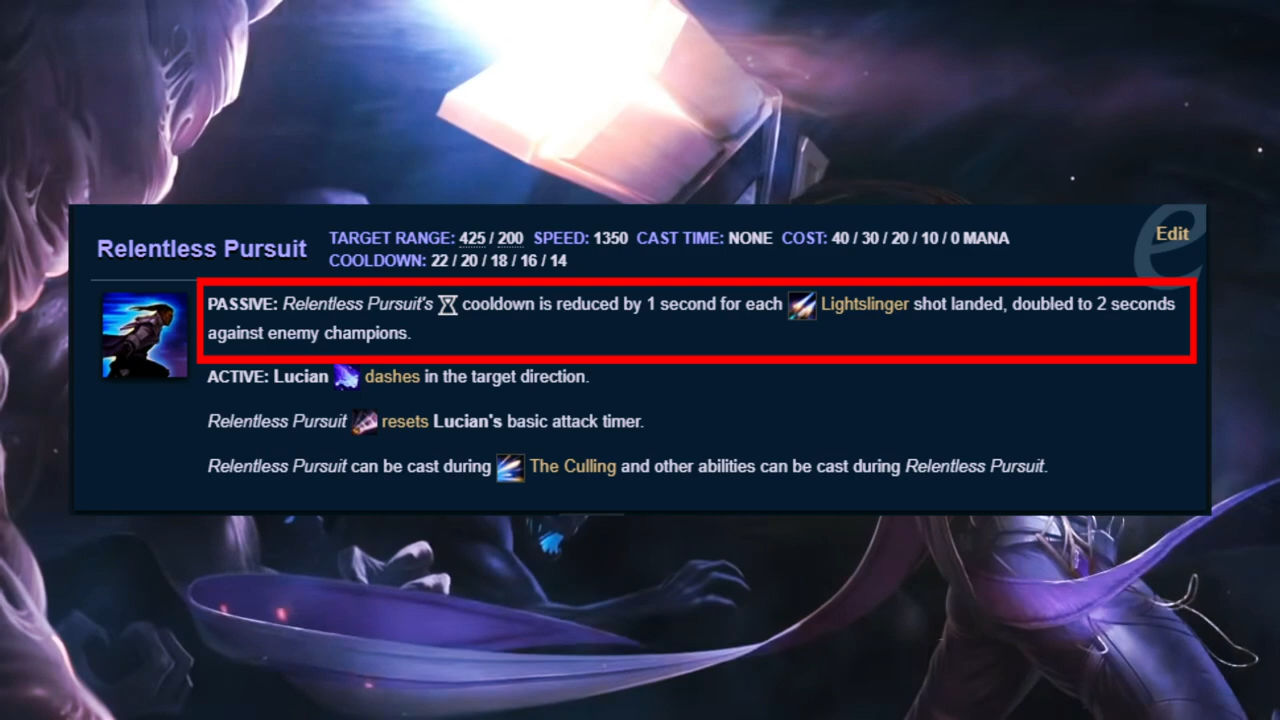 Relentless Pursuit
TARGET RANGE: 425 / 200 SPEED: 1350 CAST TIME: NONE COST: 40 / 30 / 20 / 10 / 0 MANA
COOLDOWN: 22 / 20 / 18 / 16 / 14
Edit
PASSIVE: Relentless Pursuit's cooldown is reduced by 1 second for each Lightslinger shot landed, doubled to 2 seconds
against enemy champions.
ACTIVE: Lucian dashes in the target direction.
Relentless Pursuit resets Lucian's basic attack timer.
Relentless Pursuit can be cast during The Culling and other abilities can be cast during Relentless Pursuit.